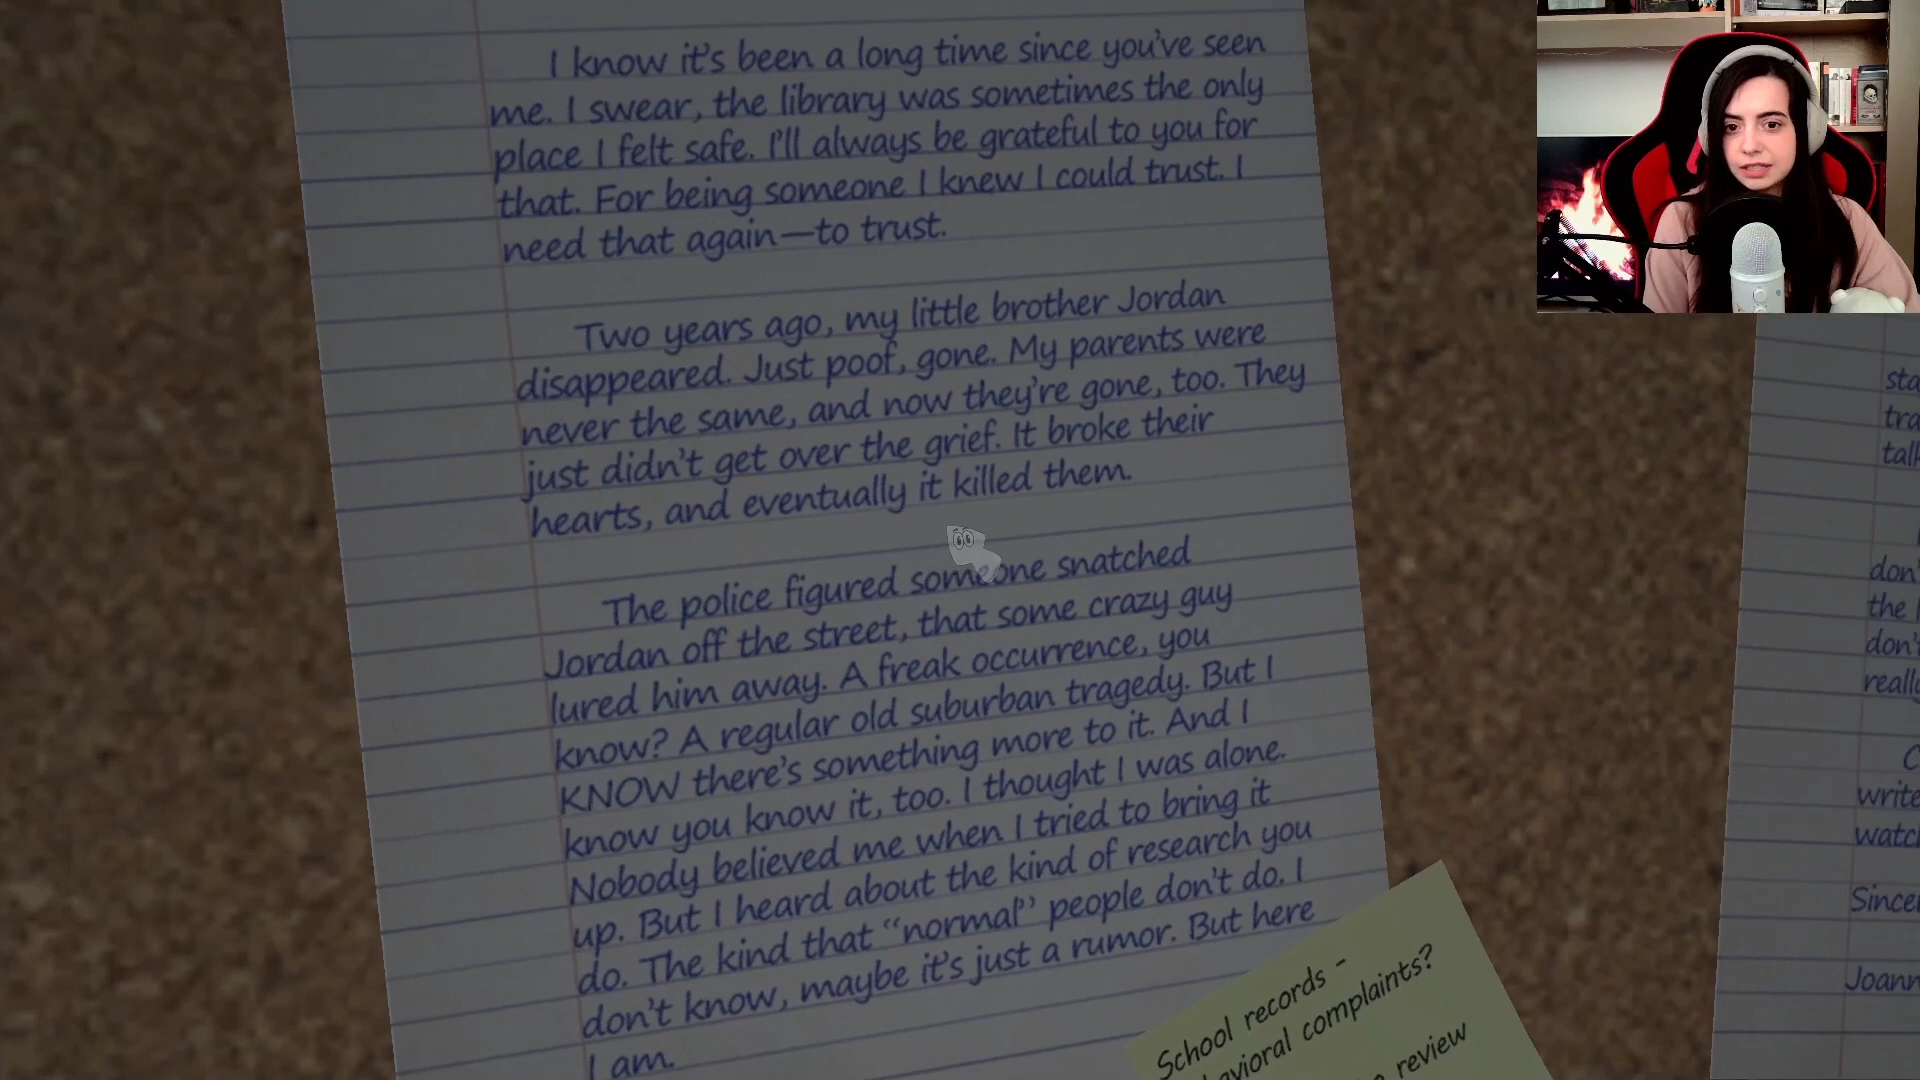 I know it's been a long time since you've seen
me. I swear, the library was sometimes the only
place I felt safe. I'll always be grateful to you for
that. For being someone I knew I could trust. I
need that again—to trust.
Two years ago, my little brother Jordan
disappeared. Just poof, gone. My parents were
never the same, and now they're gone, too. They
just didn't get over the grief. It broke their
hearts, and eventually it killed them.
The police figured someone snatched
Jordan off the street, that some crazy guy
lured him away. A freak occurrence, you
know? A regular old suburban tragedy. But I
KNOW there's something more to it. And I
know you know it, too. I thought I was alone.
Nobody believed me when I tried to bring it
up. But I heard about the kind of research you
do. The kind that “normal” people don't do. I
don't know, maybe it's just a rumor. But here
I am.
School records -
complaints?
review
don'
the
don't
write